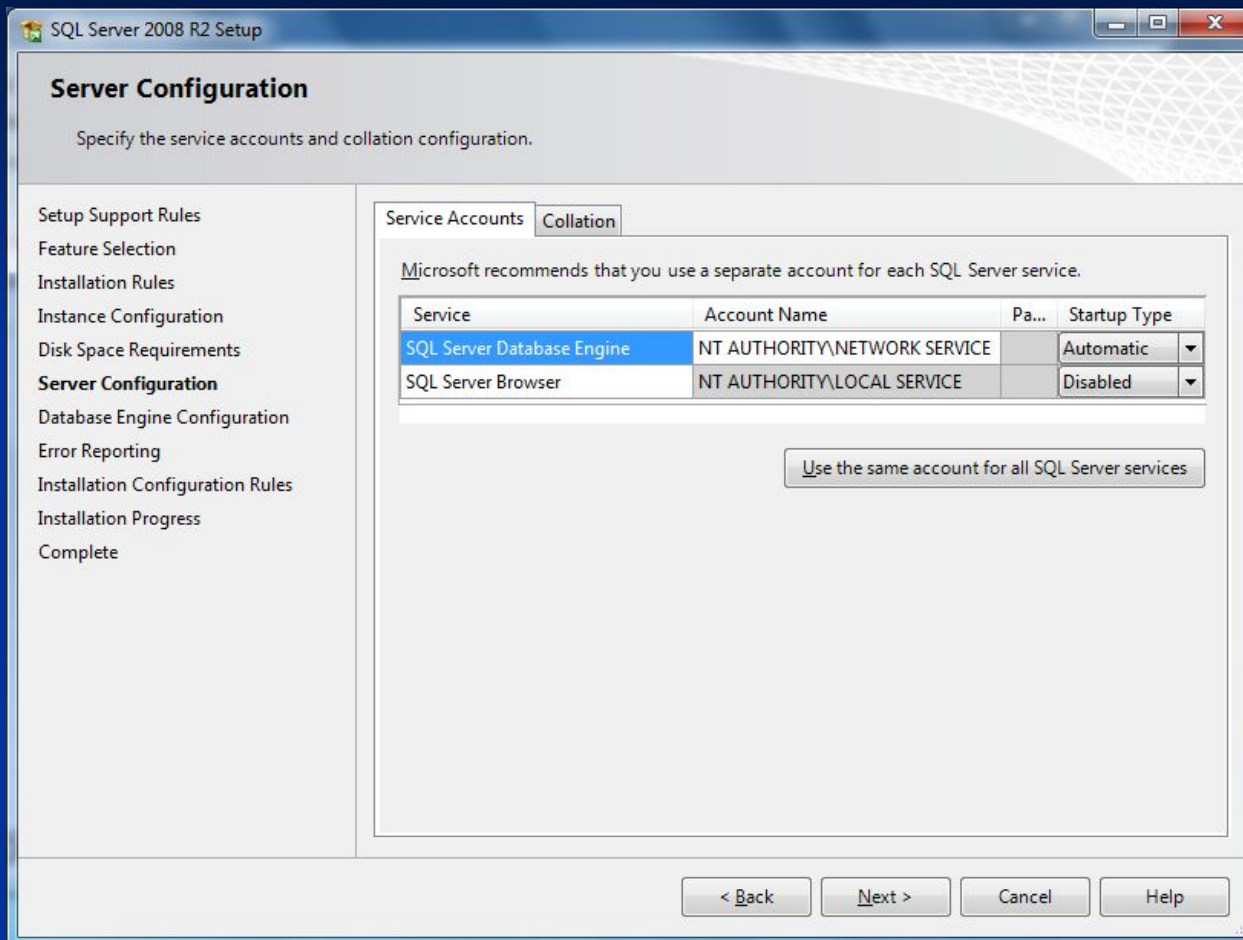 SQL Server 2008 R2 Setup
Server Configuration
Specify the service accounts and collation configuration.
Setup Support Rules
Feature Selection
Installation Rules
Instance Configuration
Disk Space Requirements
Server Configuration
Database Engine Configuration
Error Reporting
Installation Configuration Rules
Installation Progress
Complete
Service Accounts Collation
Microsoft recommends that you use a separate account for each SQL Server service.
Service Account Name Pa... Startup Type
SQL Server Database Engine NT AUTHORITY\NETWORK SERVICE Automatic
SQL Server Browser NT AUTHORITY\LOCAL SERVICE Disabled
Use the same account for all SQL Server services
< Back Next > Cancel Help